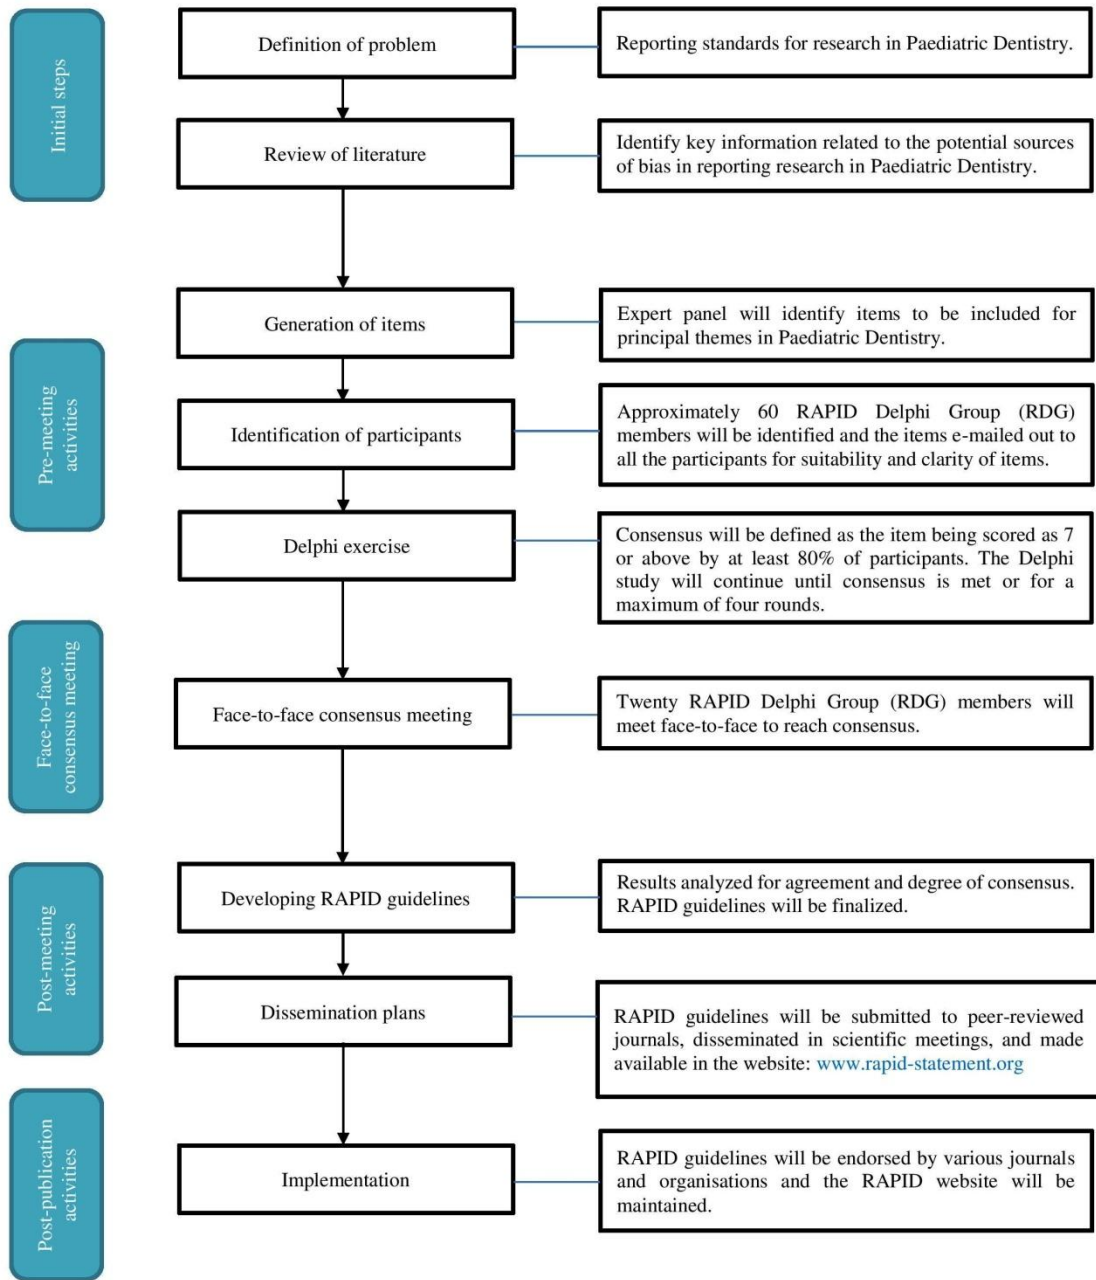 Initial steps
Definition of problem
Reporting standards for research in Paediatric Dentistry.
Review of literature
Identify key information related to the potential sources
of bias in reporting research in Paediatric Dentistry.
Pre-meeting
activities
Generation of items
Expert panel will identify items to be included for
principal themes in Paediatric Dentistry.
Identification of participants
Approximately 60 RAPID Delphi Group (RDG)
members will be identified and the items e-mailed out to
all the participants for suitability and clarity of items.
Delphi exercise
Consensus will be defined as the item being scored as 7
or above by at least 80% of participants. The Delphi
study will continue until consensus is met or for a
maximum of four rounds.
Face-to-face
consensus meeting
Face-to-face consensus meeting
Twenty RAPID Delphi Group (RDG) members will
meet face-to-face to reach consensus.
Post-meeting
activities
Developing RAPID guidelines
Results analyzed for agreement and degree of consensus.
RAPID guidelines will be finalized.
Dissemination plans
RAPID guidelines will be submitted to peer-reviewed
journals, disseminated in scientific meetings, and made
available in the website: www.rapid-statement.org
Post-publication
activities
Implementation
RAPID guidelines will be endorsed by various journals
and organisations and the RAPID website will be
maintained.